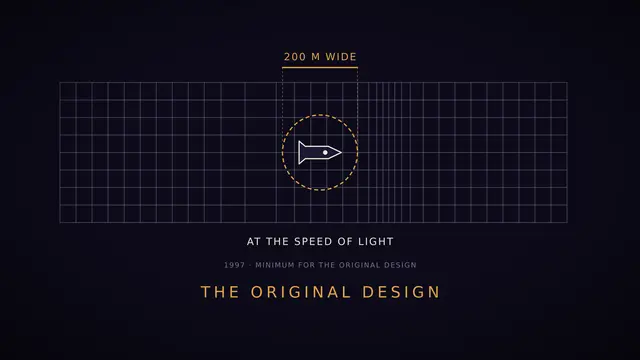 200 M WIDE
AT THE SPEED OF LIGHT
1997 · MINIMUM FOR THE ORIGINAL DESIGN
THE ORIGINAL DESIGN